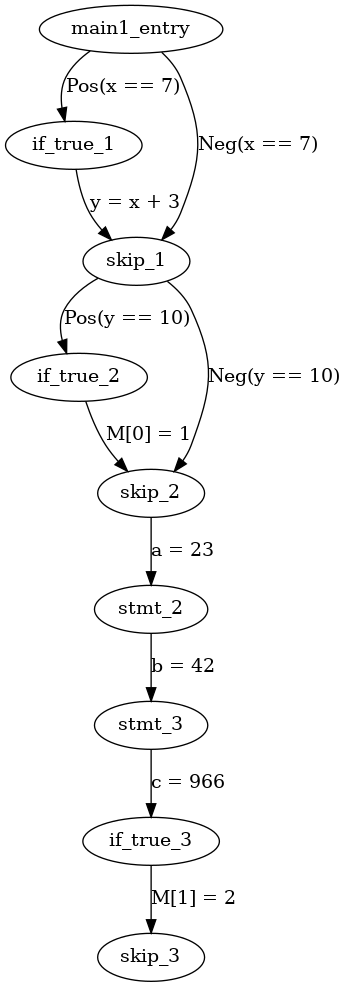 main1_entry
Pos(x == 7)
Neg(x == 7)
if_true_1
y = x + 3
skip_1
Pos(y == 10)
Neg(y == 10)
if_true_2
M[0] = 1
skip_2
a = 23
stmt_2
b = 42
stmt_3
c = 966
if_true_3
M[1] = 2
skip_3